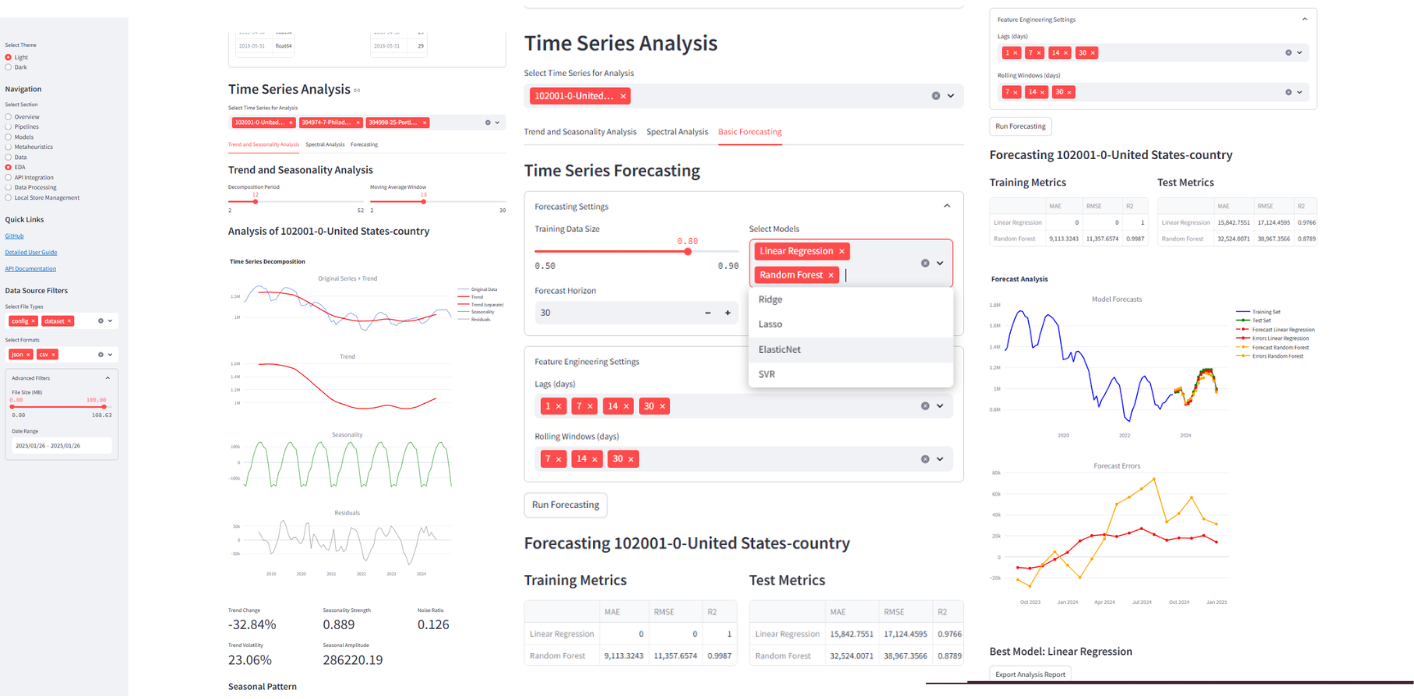 Select Theme
Light
Dark
Navigation
Select Section
Overview
Pipelines
Models
Metaheuristics
Data
EDA
API Integration
Data Processing
Local Store Management
Quick Links
GitHub
Detailed User Guide
API Documentation
Data Source Filters
Select File Types
config × dataset ×
Select Formats
json × csv ×
Advanced Filters
File Size (MB)
0.00 108.00
0.00 108.63
Date Range
2025/01/26 – 2025/01/26
2019-05-31 29
Time Series Analysis
Select Time Series for Analysis
102001-0-United... × 394974-7-Philad... × 394998-25-Portl... ×
Trend and Seasonality Analysis Spectral Analysis Forecasting
Trend and Seasonality Analysis
Decomposition Period Moving Average Window
12 13
2 52 1 30
Analysis of 102001-0-United States-country
Time Series Decomposition
Original Series + Trend
Original Data
Trend
Trend (separate)
Seasonality
Residuals
1.2M
1M
Trend
1.2M
1.1M
1M
Seasonality
100k
0
−100k
Residuals
0
2019 2020 2021 2022 2023 2024
Trend Change Seasonality Strength Noise Ratio
-32.84% 0.889 0.126
Trend Volatility Seasonal Amplitude
23.06% 286220.19
Seasonal Pattern
Time Series Analysis
Select Time Series for Analysis
102001-0-United... ×
Trend and Seasonality Analysis Spectral Analysis Basic Forecasting
Time Series Forecasting
Forecasting Settings
Training Data Size Select Models
0.80
0.50 0.90
Linear Regression ×
Random Forest ×
Forecast Horizon
30 − +
Ridge
Lasso
ElasticNet
SVR
Feature Engineering Settings
Lags (days)
1 × 7 × 14 × 30 ×
Rolling Windows (days)
7 × 14 × 30 ×
Run Forecasting
Forecasting 102001-0-United States-country
Training Metrics Test Metrics
MAE RMSE R2 MAE RMSE R2
Linear Regression 0 0 1 Linear Regression 15,842.7551 17,124.4595 0.9766
Random Forest 9,113.3243 11,357.6574 0.9987 Random Forest 32,524.0071 38,967.3566 0.8789
Feature Engineering Settings
Lags (days)
1 × 7 × 14 × 30 ×
Rolling Windows (days)
7 × 14 × 30 ×
Run Forecasting
Forecasting 102001-0-United States-country
Training Metrics Test Metrics
MAE RMSE R2 MAE RMSE R2
Linear Regression 0 0 1 Linear Regression 15,842.7551 17,124.4595 0.9766
Random Forest 9,113.3243 11,357.6574 0.9987 Random Forest 32,524.0071 38,967.3566 0.8789
Forecast Analysis
Model Forecasts
Training Set
Test Set
Forecast Linear Regression
Errors Linear Regression
Forecast Random Forest
Errors Random Forest
1.8M
1.6M
1.4M
1.2M
1M
0.8M
2020 2022 2024
Forecast Errors
80k
60k
40k
20k
0
−20k
Oct 2023 Jan 2024 Apr 2024 Jul 2024 Oct 2024 Jan 2025
Best Model: Linear Regression
Export Analysis Report